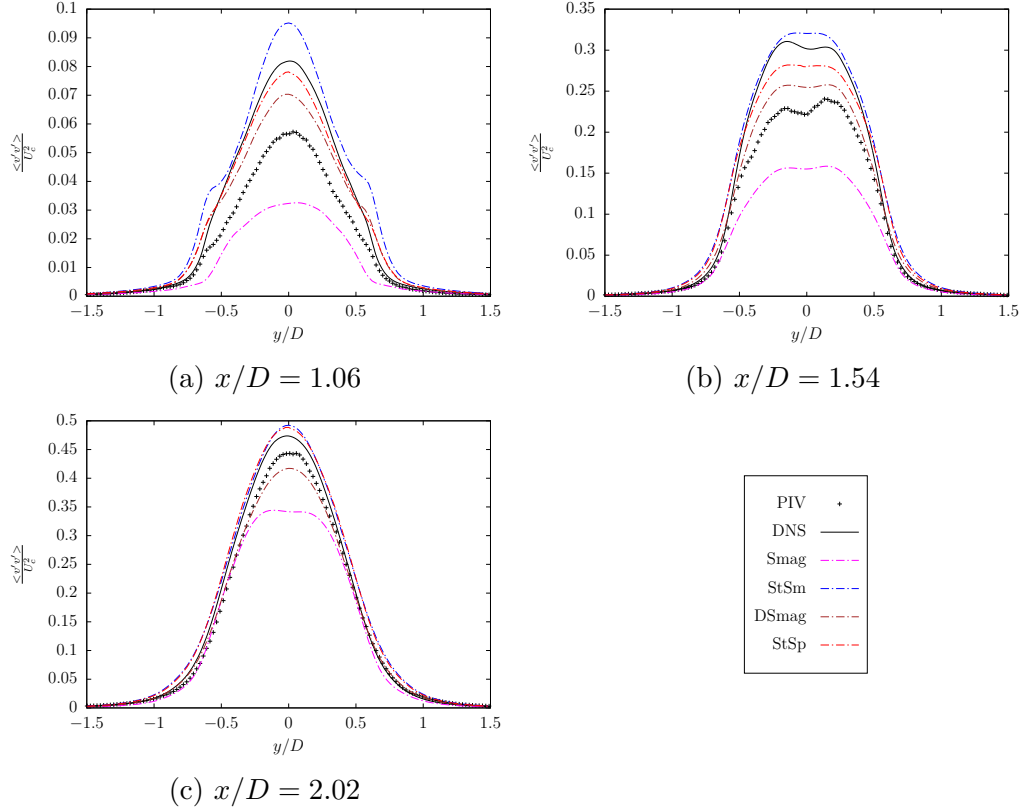 0.1
0.09
0.08
0.07
0.06
0.05
0.04
0.03
0.02
0.01
0
<v'v'>
U_c^2
−1.5 −1 −0.5 0 0.5 1 1.5
y/D
(a) x/D = 1.06
0.35
0.3
0.25
0.2
0.15
0.1
0.05
0
<v'v'>
U_c^2
−1.5 −1 −0.5 0 0.5 1 1.5
y/D
(b) x/D = 1.54
0.5
0.45
0.4
0.35
0.3
0.25
0.2
0.15
0.1
0.05
0
<v'v'>
U_c^2
−1.5 −1 −0.5 0 0.5 1 1.5
y/D
(c) x/D = 2.02
PIV
DNS
Smag
StSm
DSmag
StSp